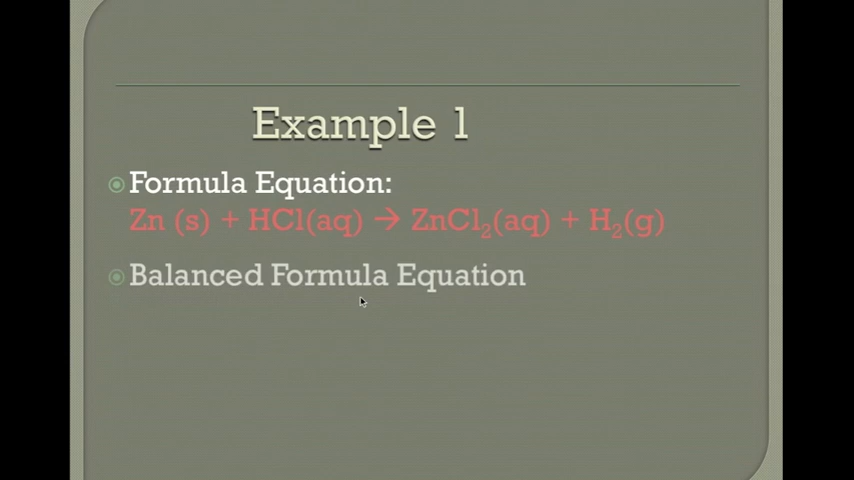 Example 1
Formula Equation:
Zn (s) + HCl(aq) → ZnCl₂(aq) + H₂(g)
Balanced Formula Equation